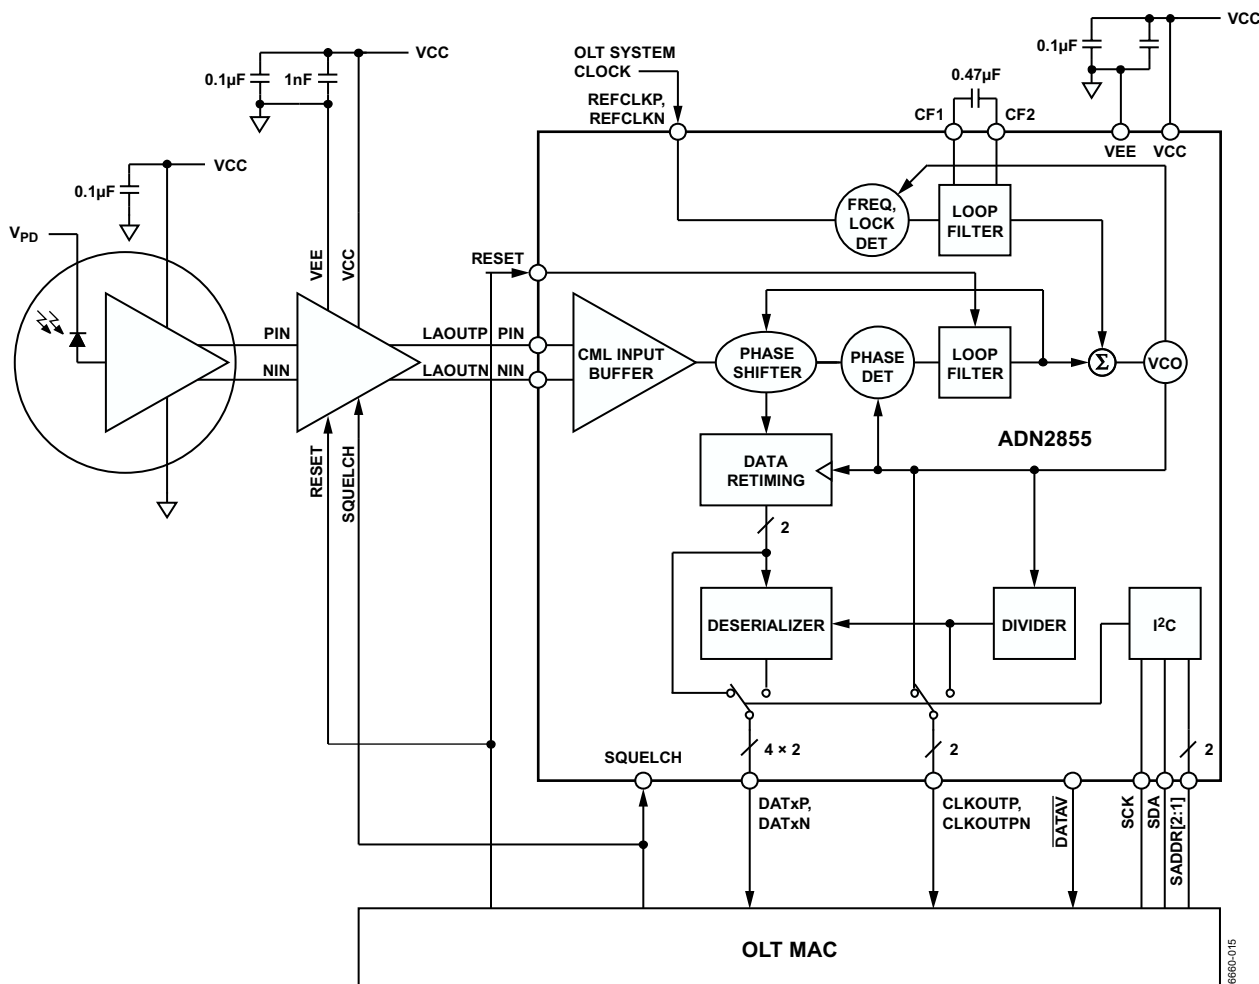 VCC
0.1µF
VCC
0.1µF
1nF
OLT SYSTEM
CLOCK
REFCLKP,
REFCLKN
0.47µF
CF1
CF2
VEE
VCC
VCC
0.1µF
VPD
VEE
VCC
RESET
FREQ,
LOCK
DET
LOOP
FILTER
PIN
NIN
LAOUTP
LAOUTN
PIN
NIN
CML INPUT
BUFFER
PHASE
SHIFTER
PHASE
DET
LOOP
FILTER
Σ
VCO
ADN2855
RESET
SQUELCH
DATA
RETIMING
2
DESERIALIZER
DIVIDER
I2C
4 × 2
2
2
SQUELCH
DATxP,
DATxN
CLKOUTP,
CLKOUTPN
DATAV
SCK
SDA
SADDR[2:1]
OLT MAC
6660-015